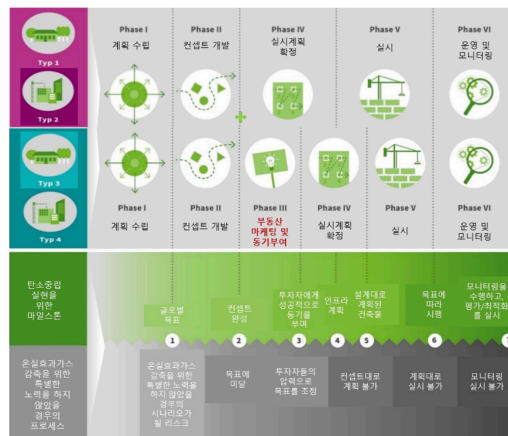 Phase I
Phase II
Phase IV
Phase V
Phase VI
계획 수립
컨셉트 개발
실시계획
확정
실시
운영 및
모니터링
Typ 1
Typ 2
Typ 3
Typ 4
Phase I
Phase II
Phase III
Phase IV
Phase V
Phase VI
계획 수립
컨셉트 개발
부동산
마케팅 및
동기부여
실시계획
확정
실시
운영 및
모니터링
탄소중립
실현을
위한
마일스톤
글로벌
목표
컨셉트
완성
투자자에게
성공적으로
동기를
부여
인프라
계획
설계대로
계획된
건축물
목표에
따라
시행
모니터링을
수행하고,
평가/최적화
를 실시
1
2
3
4
5
6
7
온실효과가스
감축을 위한
특별한
노력을 하지
않았을
경우의
프로세스
온실효과가스
감축을 위한
특별한 노력을
하지 않았을
경우의
시나리오가
될 리스크
목표에
미달
투자자들의
압력으로
목표를 조정
컨셉트대로
계획 불가
계획대로
실시 불가
모니터링
실시 불가